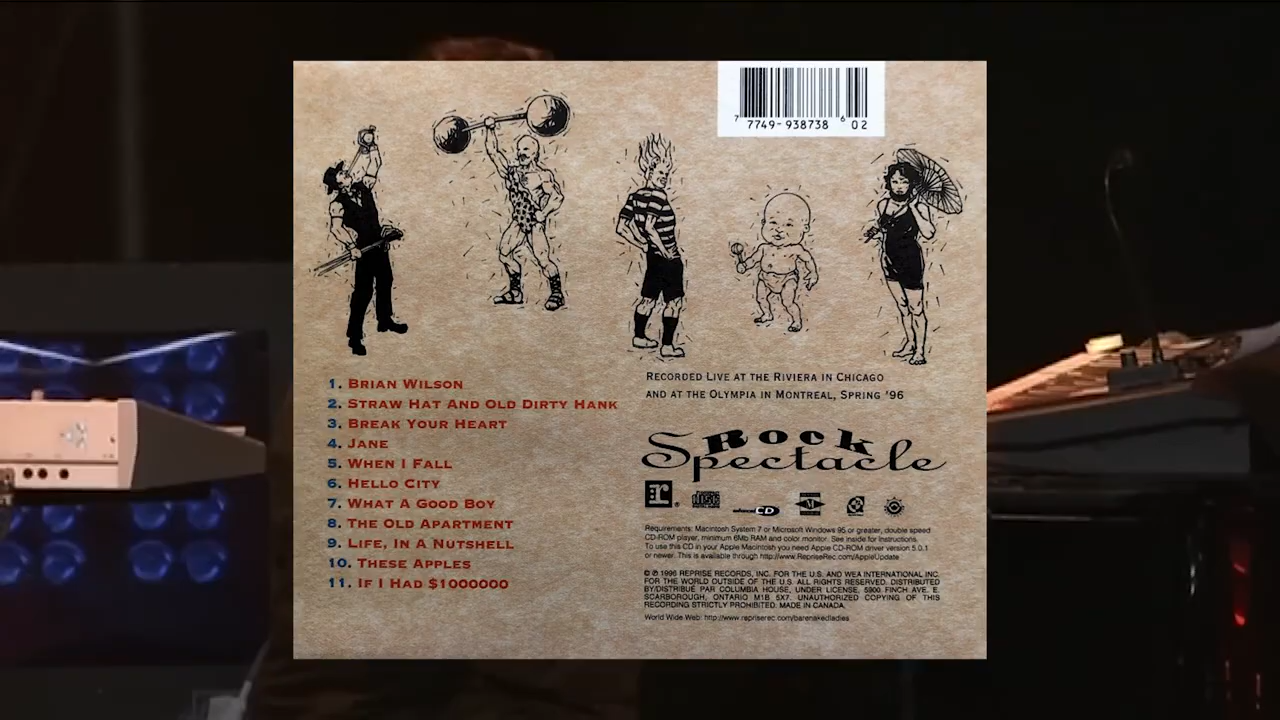 7 7749-938738 6 02
1. BRIAN WILSON
2. STRAW HAT AND OLD DIRTY HANK
3. BREAK YOUR HEART
4. JANE
5. WHEN I FALL
6. HELLO CITY
7. WHAT A GOOD BOY
8. THE OLD APARTMENT
9. LIFE, IN A NUTSHELL
10. THESE APPLES
11. IF I HAD $1000000
RECORDED LIVE AT THE RIVIERA IN CHICAGO
AND AT THE OLYMPIA IN MONTREAL, SPRING '96
Rock
Spectacle
r ®
disc
enhanced CD
M
Requirements: Macintosh System 7 or Microsoft Windows 95 or greater, double speed
CD-ROM player, minimum 6Mb RAM and color monitor. See inside for instructions.
To use this CD in your Apple Macintosh you need Apple CD-ROM driver version 5.0.1
or newer. This is available through http://www.RepriseRec.com/AppleUpdate
© ℗ 1996 REPRISE RECORDS, INC. FOR THE U.S. AND WEA INTERNATIONAL INC.
FOR THE WORLD OUTSIDE OF THE U.S. ALL RIGHTS RESERVED. DISTRIBUTED
BY/DISTRIBUÉ PAR COLUMBIA HOUSE, UNDER LICENSE, 5900 FINCH AVE. E.
SCARBOROUGH, ONTARIO M1B 5X7. UNAUTHORIZED COPYING OF THIS
RECORDING STRICTLY PROHIBITED. MADE IN CANADA.
World Wide Web: http://www.repriserec.com/barenakedladies